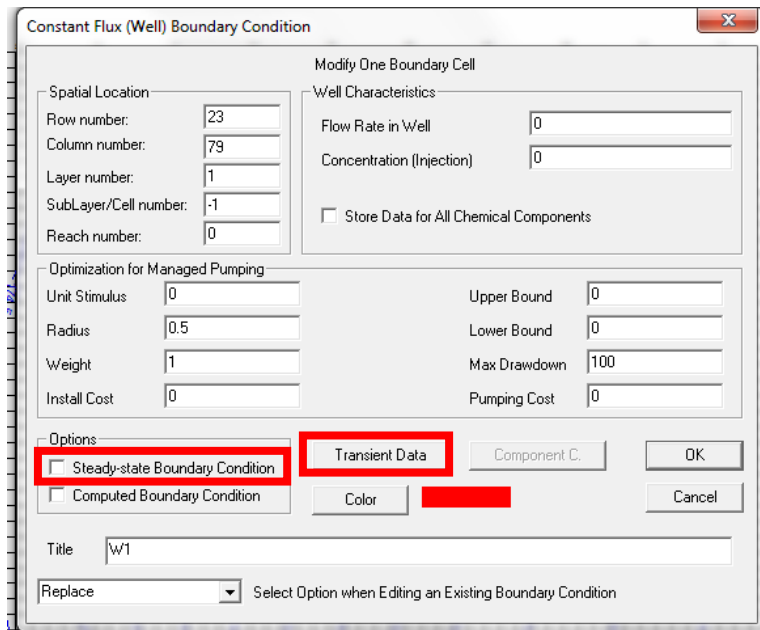 Constant Flux (Well) Boundary Condition
Modify One Boundary Cell
Spatial Location
Row number: 23
Column number: 79
Layer number: 1
SubLayer/Cell number: -1
Reach number: 0
Well Characteristics
Flow Rate in Well 0
Concentration (Injection) 0
Store Data for All Chemical Components
Optimization for Managed Pumping
Unit Stimulus 0
Radius 0.5
Weight 1
Install Cost 0
Upper Bound 0
Lower Bound 0
Max Drawdown 100
Pumping Cost 0
Options
Steady-state Boundary Condition
Computed Boundary Condition
Transient Data
Component C.
OK
Color
Cancel
Title W1
Replace Select Option when Editing an Existing Boundary Condition